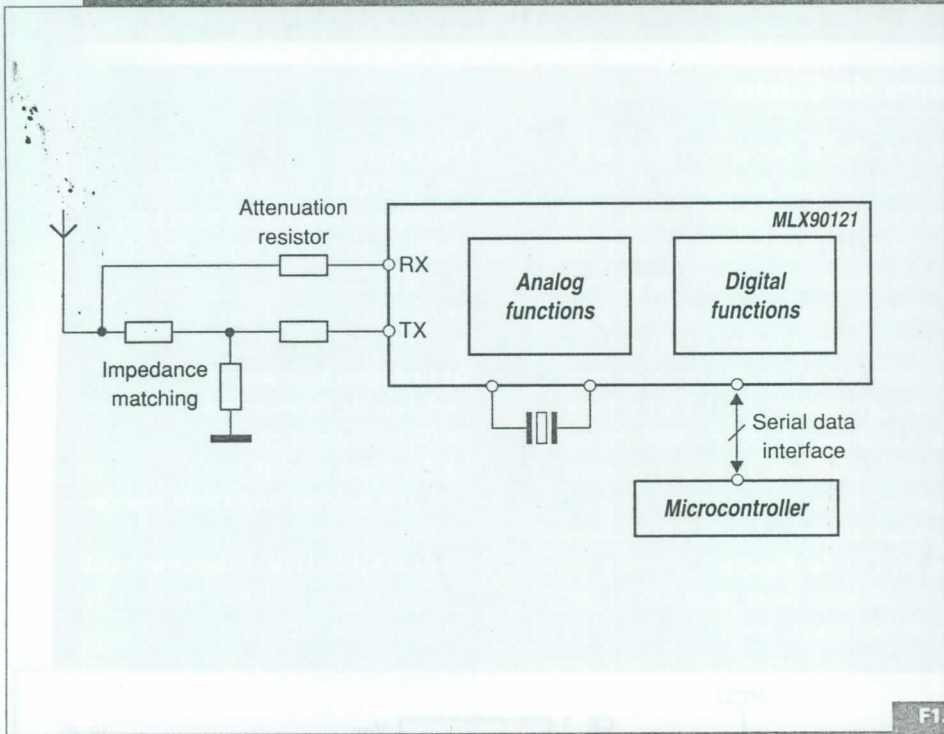 Attenuation
resistor
MLX90121
RX
Analog
functions
Digital
functions
TX
Impedance
matching
Serial data
interface
Microcontroller